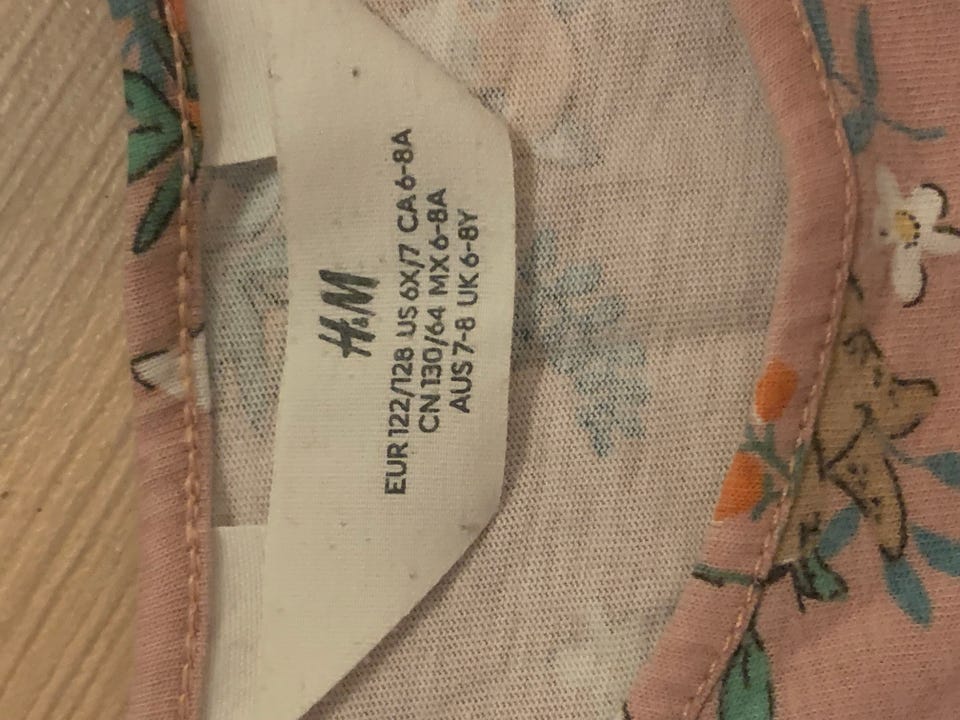 H&M
EUR 122/128 US 6X/7 CA 6-8A
CN 130/64 MX 6-8A
AUS 7-8 UK 6-8Y